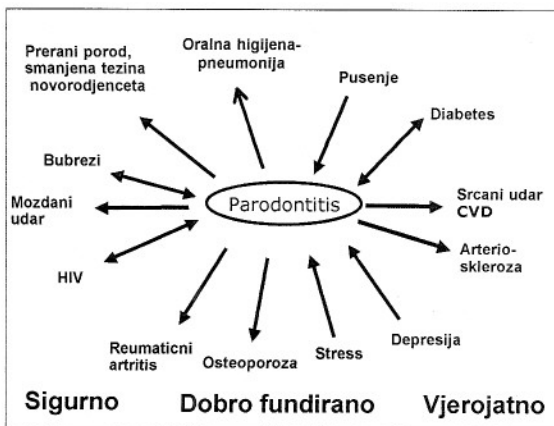 Prerani porod,
smanjena tezina
novorodjenceta
Oralna higijena-
pneumonija
Pusenje
Diabetes
Bubrezi
Mozdani
udar
Parodontitis
Srcani udar
CVD
HIV
Arterio-
skleroza
Reumaticni
artritis
Osteoporoza
Stress
Depresija
Sigurno
Dobro fundirano
Vjerojatno